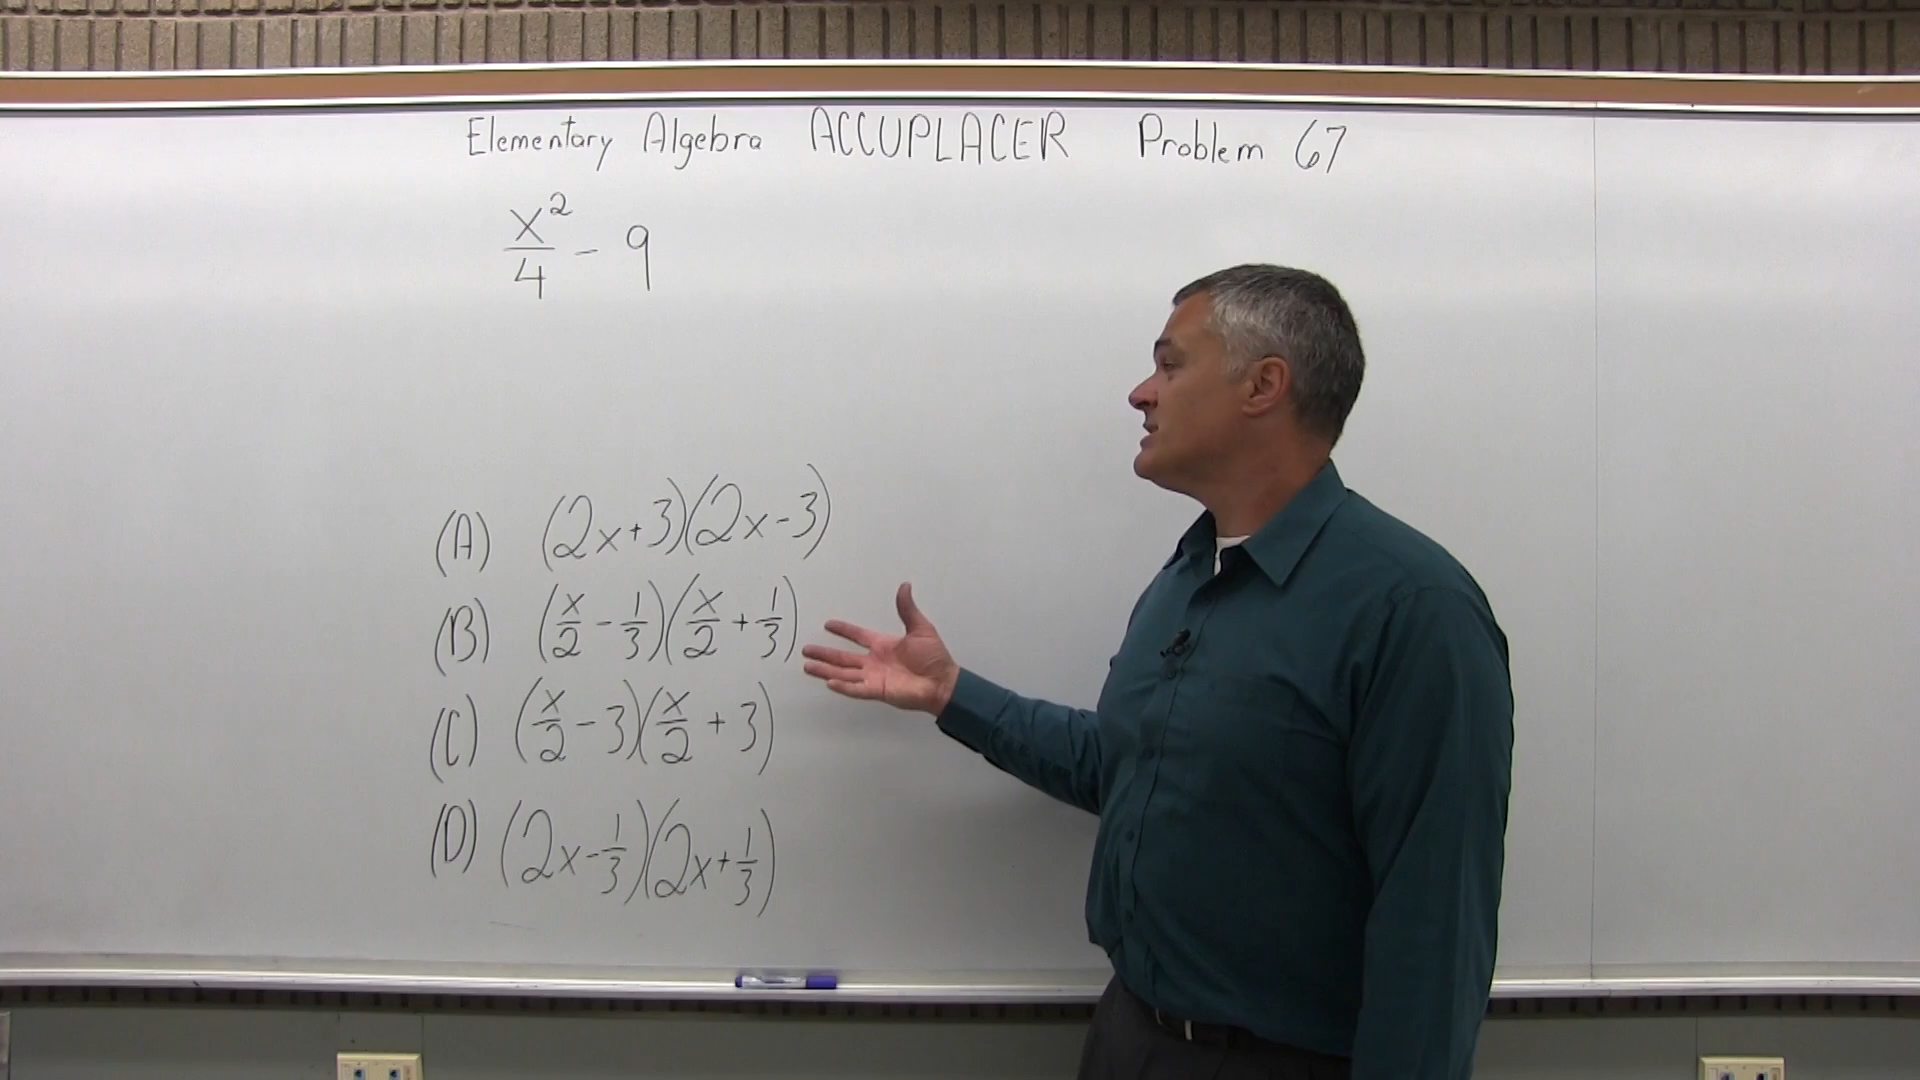 Elementary Algebra ACCUPLACER Problem 67
x²/4 - 9
(A) (2x+3)(2x-3)
(B) (x/2 - 1/3)(x/2 + 1/3)
(C) (x/2 - 3)(x/2 + 3)
(D) (2x - 1/3)(2x + 1/3)